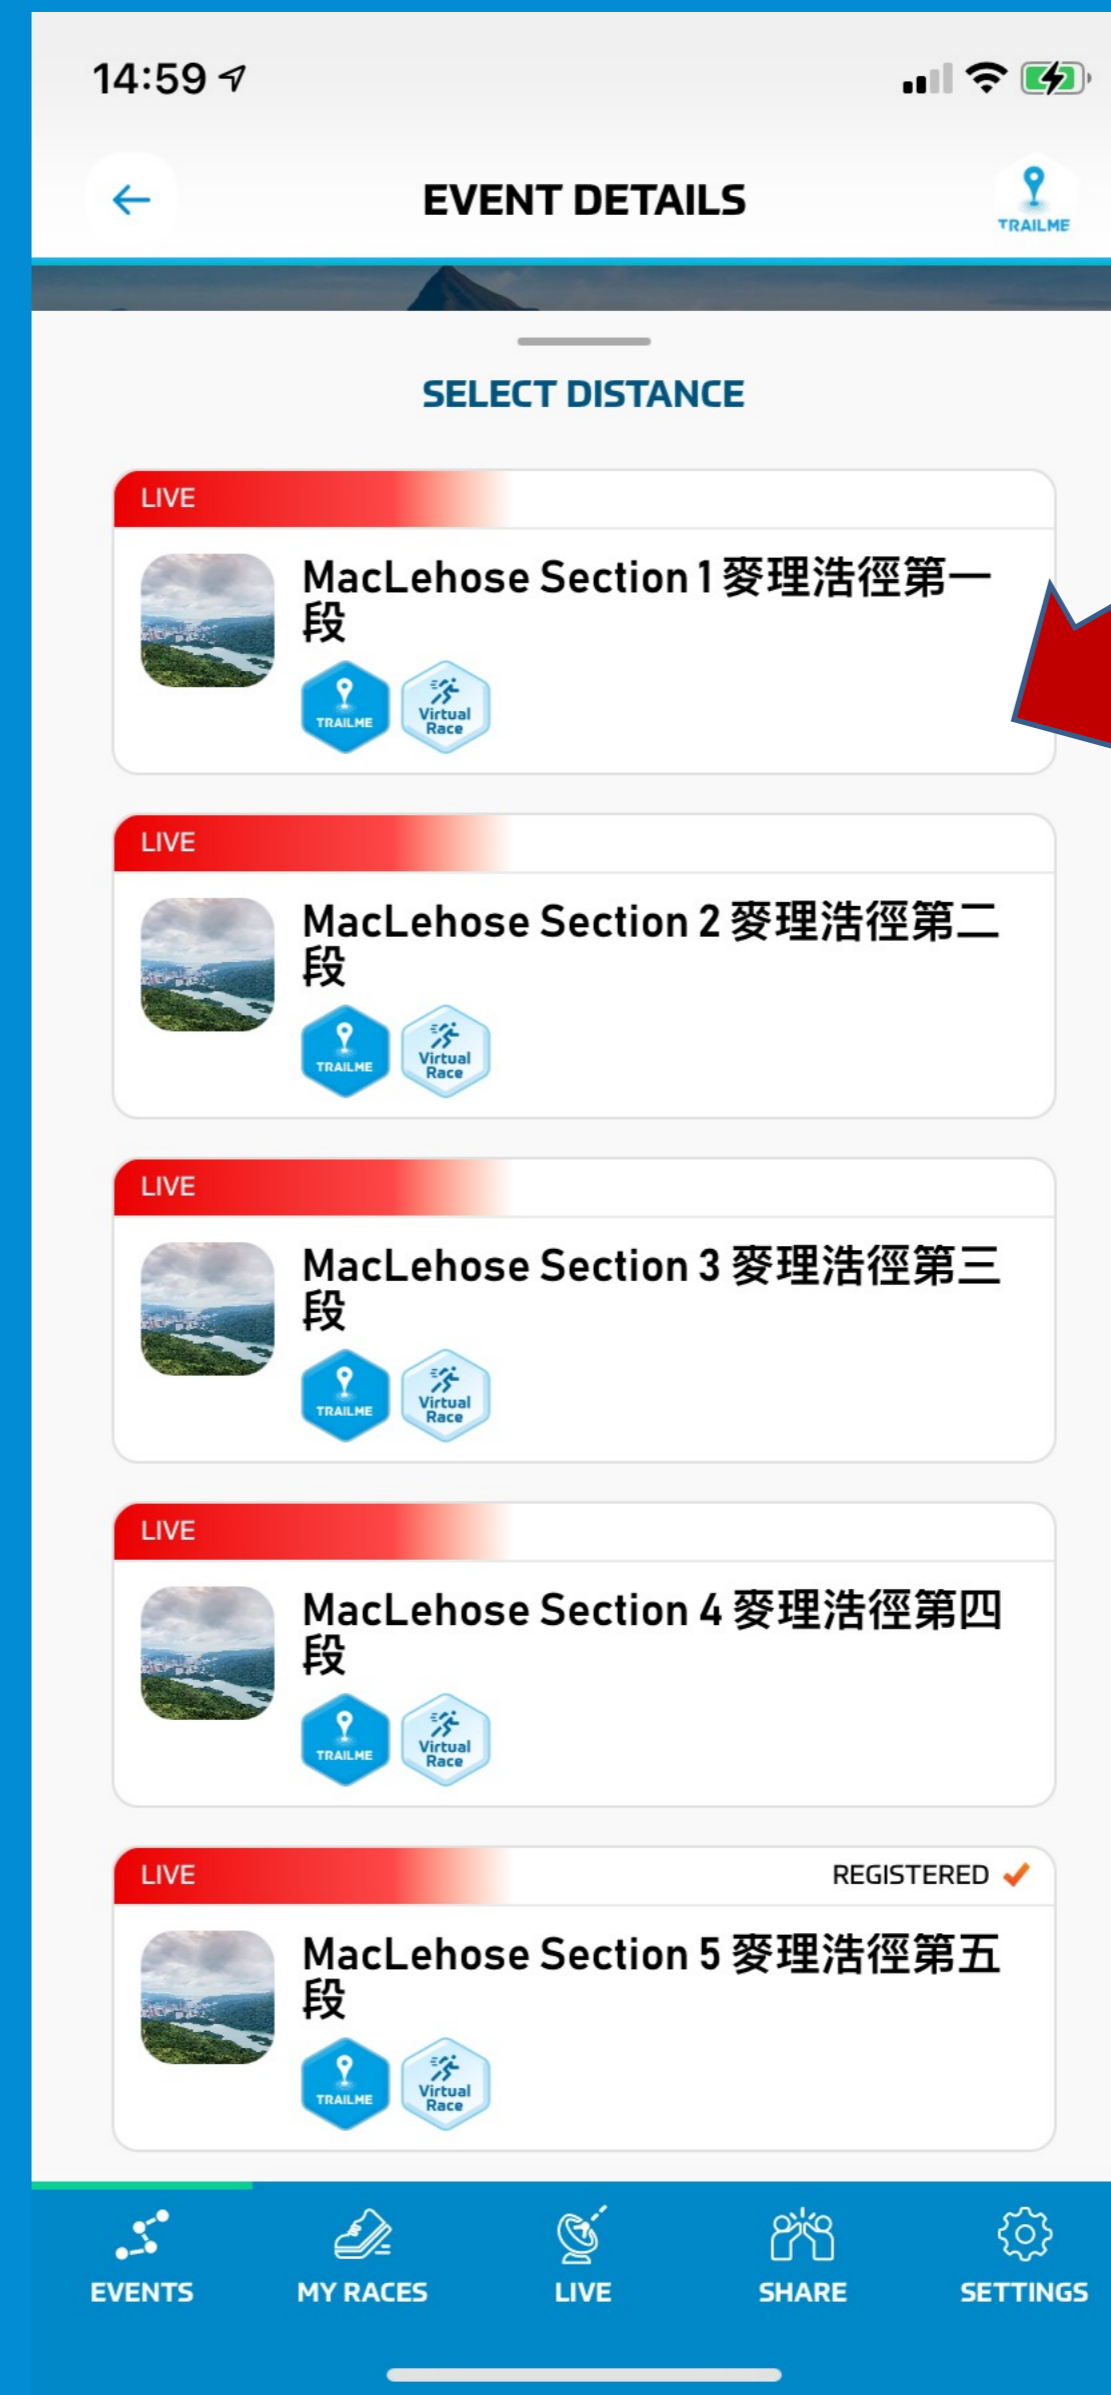 14:59
EVENT DETAILS
TRAILME
SELECT DISTANCE
LIVE
MacLehose Section 1 麥理浩徑第一
段
TRAILME
Virtual
Race
LIVE
MacLehose Section 2 麥理浩徑第二
段
TRAILME
Virtual
Race
LIVE
MacLehose Section 3 麥理浩徑第三
段
TRAILME
Virtual
Race
LIVE
MacLehose Section 4 麥理浩徑第四
段
TRAILME
Virtual
Race
LIVE REGISTERED
MacLehose Section 5 麥理浩徑第五
段
TRAILME
Virtual
Race
EVENTS MY RACES LIVE SHARE SETTINGS